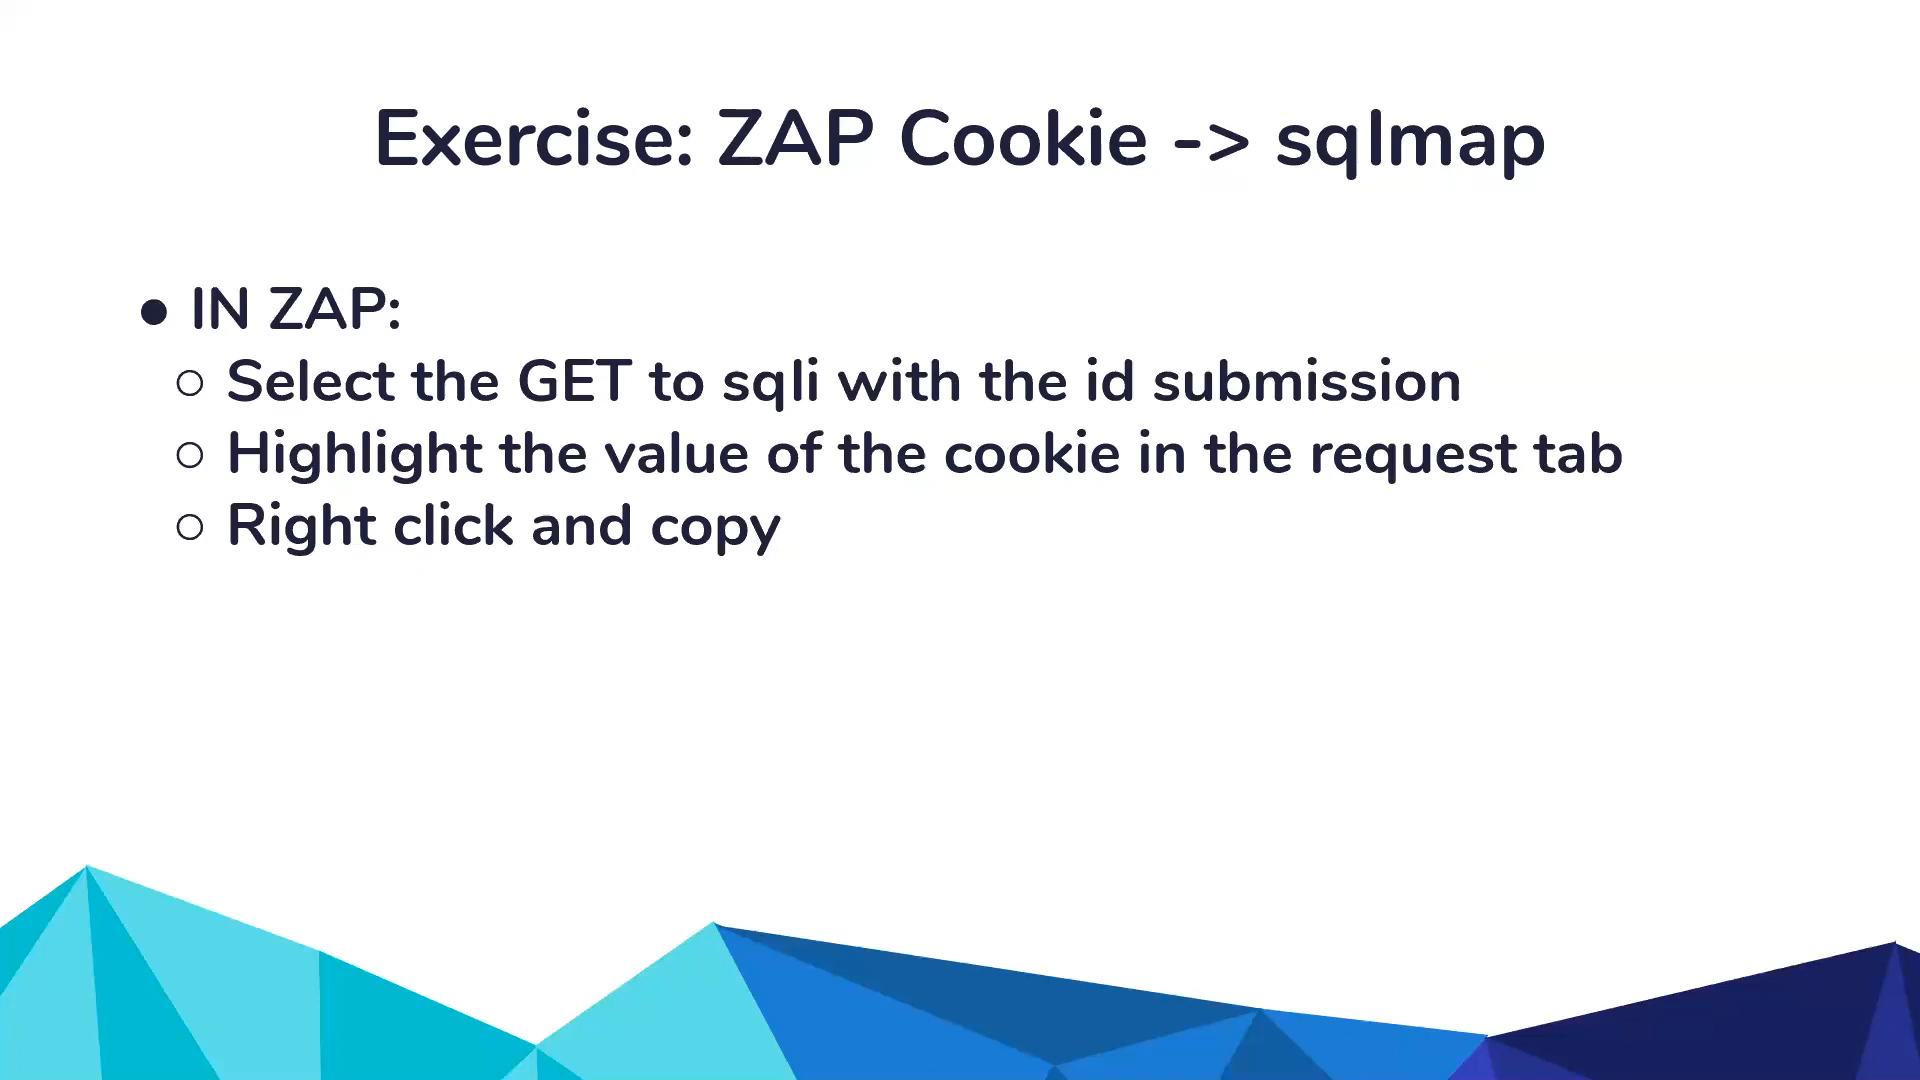 Exercise: ZAP Cookie -> sqlmap
● IN ZAP:
○ Select the GET to sqli with the id submission
○ Highlight the value of the cookie in the request tab
○ Right click and copy